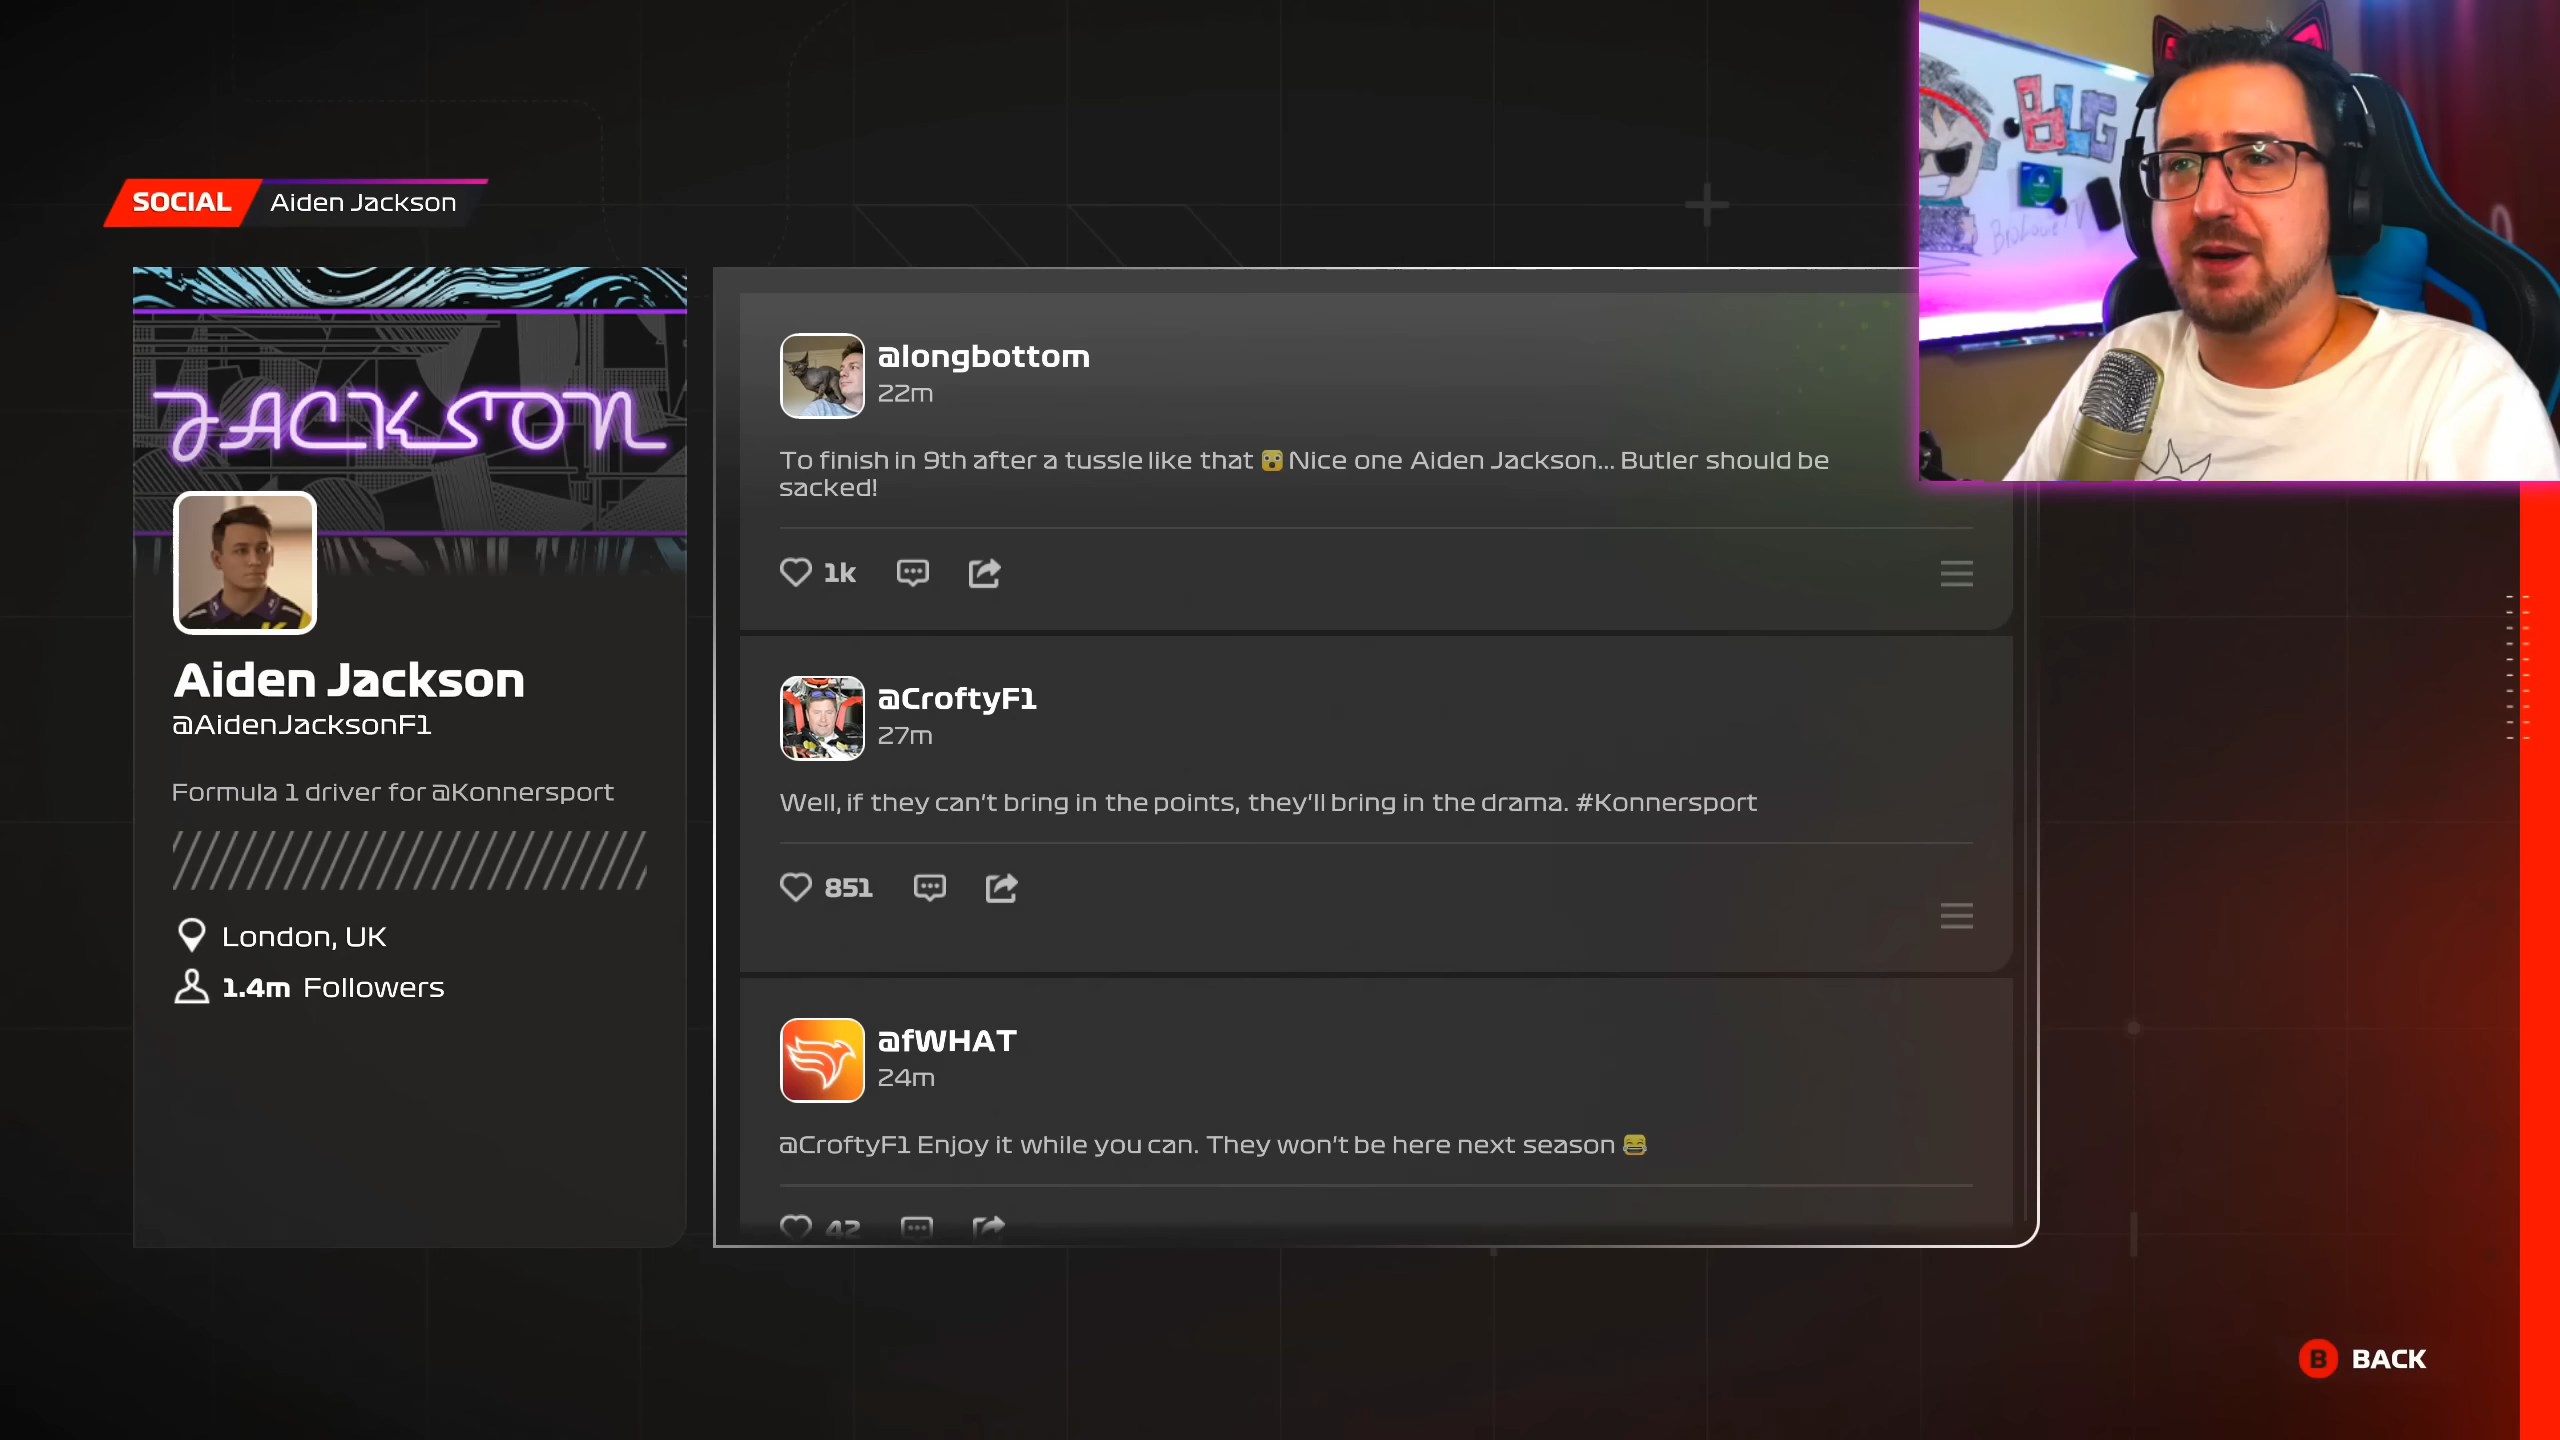 SOCIAL Aiden Jackson
JACKSON
Aiden Jackson
@AidenJacksonF1
Formula 1 driver for @Konnersport
London, UK
1.4m Followers
@longbottom
22m
To finish in 9th after a tussle like that 😲 Nice one Aiden Jackson... Butler should be
sacked!
1k
@CroftyF1
27m
Well, if they can't bring in the points, they'll bring in the drama. #Konnersport
851
@fWHAT
24m
@CroftyF1 Enjoy it while you can. They won't be here next season 😂
42
BLG
B BACK